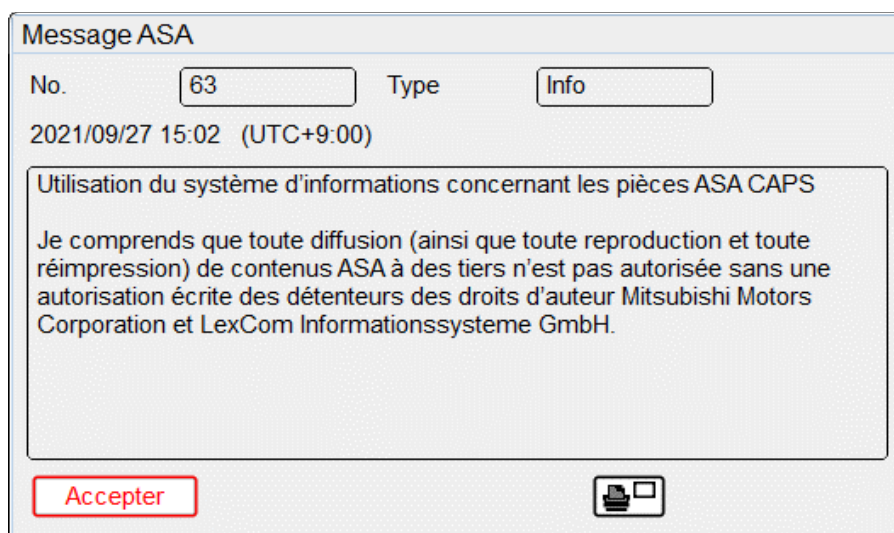 Message ASA
No. 63 Type Info
2021/09/27 15:02 (UTC+9:00)
Utilisation du système d'informations concernant les pièces ASA CAPS
Je comprends que toute diffusion (ainsi que toute reproduction et toute
réimpression) de contenus ASA à des tiers n'est pas autorisée sans une
autorisation écrite des détenteurs des droits d'auteur Mitsubishi Motors
Corporation et LexCom Informationssysteme GmbH.
Accepter